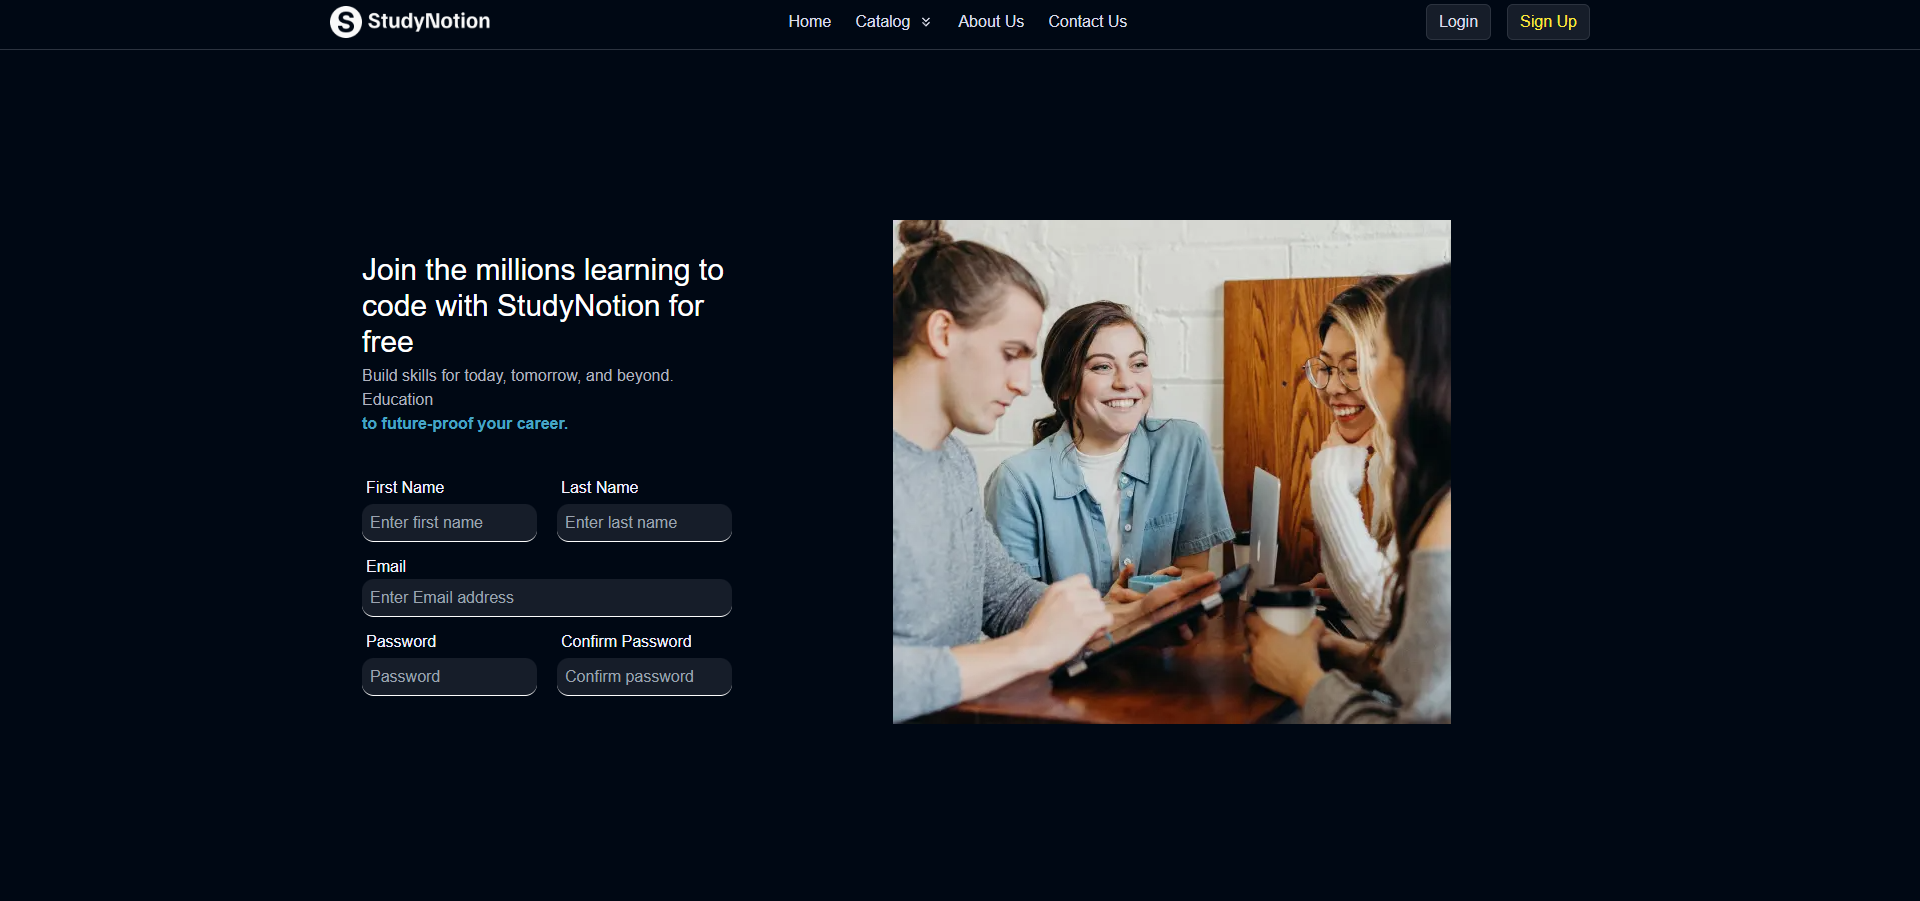 StudyNotion
Home Catalog About Us Contact Us
Login Sign Up
Join the millions learning to
code with StudyNotion for
free
Build skills for today, tomorrow, and beyond.
Education
to future-proof your career.
First Name Last Name
Enter first name Enter last name
Email
Enter Email address
Password Confirm Password
Password Confirm password